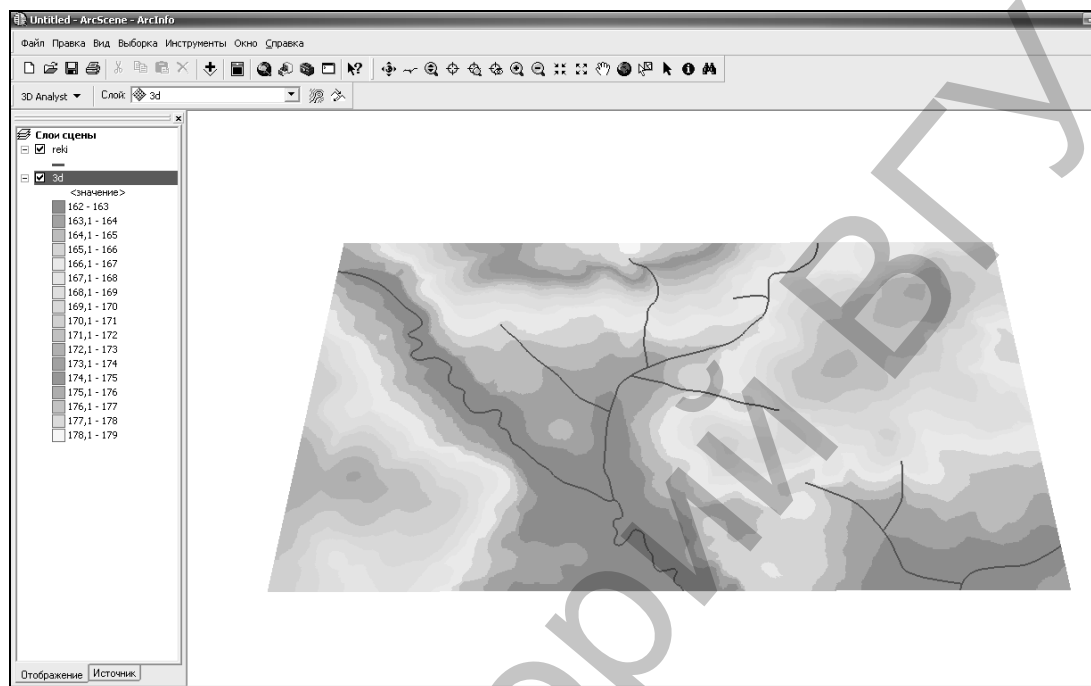 Untitled - ArcScene - ArcInfo
Файл Правка Вид Выборка Инструменты Окно Справка
3D Analyst Слой: 3d
Слои сцены
reki
3d
<значение>
162 - 163
163,1 - 164
164,1 - 165
165,1 - 166
166,1 - 167
167,1 - 168
168,1 - 169
169,1 - 170
170,1 - 171
171,1 - 172
172,1 - 173
173,1 - 174
174,1 - 175
175,1 - 176
176,1 - 177
177,1 - 178
178,1 - 179
Отображение Источник
рий ВГУ